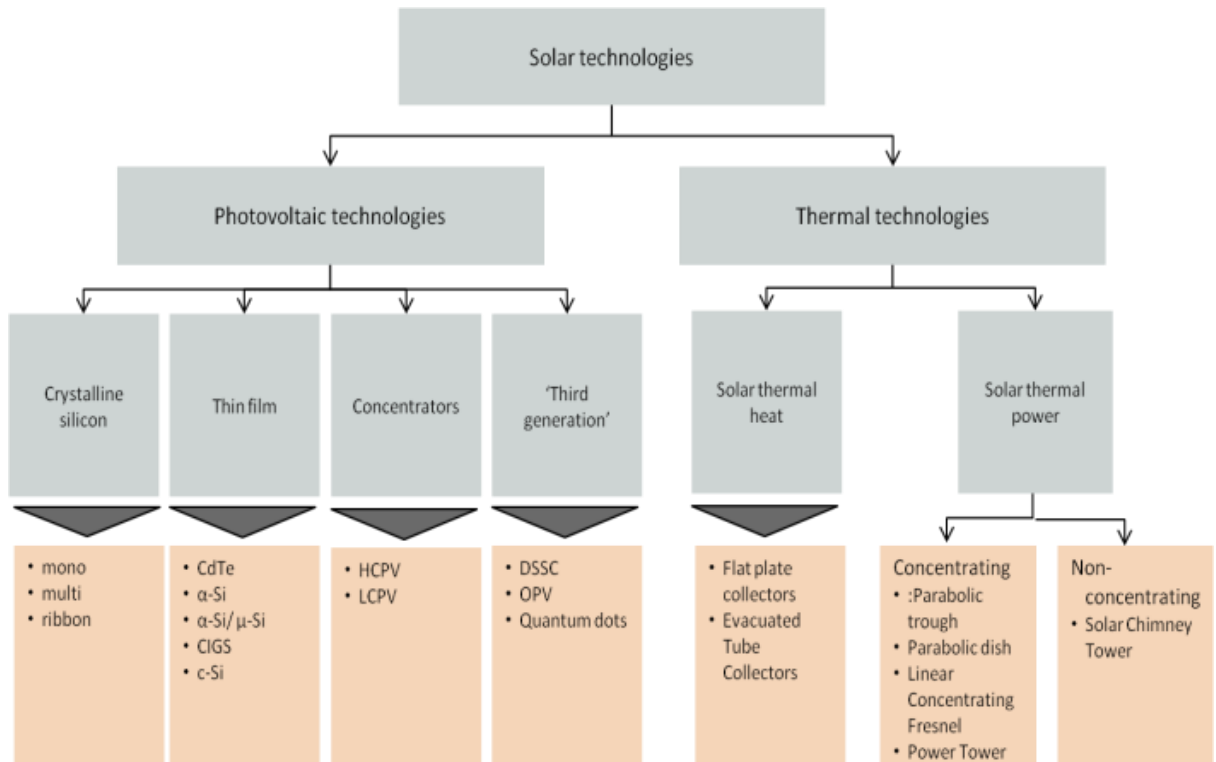 Solar technologies
Photovoltaic technologies
Thermal technologies
Crystalline
silicon
Thin film
Concentrators
‘Third
generation’
Solar thermal
heat
Solar thermal
power
• mono
• multi
• ribbon
• CdTe
• α-Si
• α-Si/ μ-Si
• CIGS
• c-Si
• HCPV
• LCPV
• DSSC
• OPV
• Quantum dots
• Flat plate
collectors
• Evacuated
Tube
Collectors
Concentrating
• :Parabolic
trough
• Parabolic dish
• Linear
Concentrating
Fresnel
• Power Tower
Non-
concentrating
• Solar Chimney
Tower